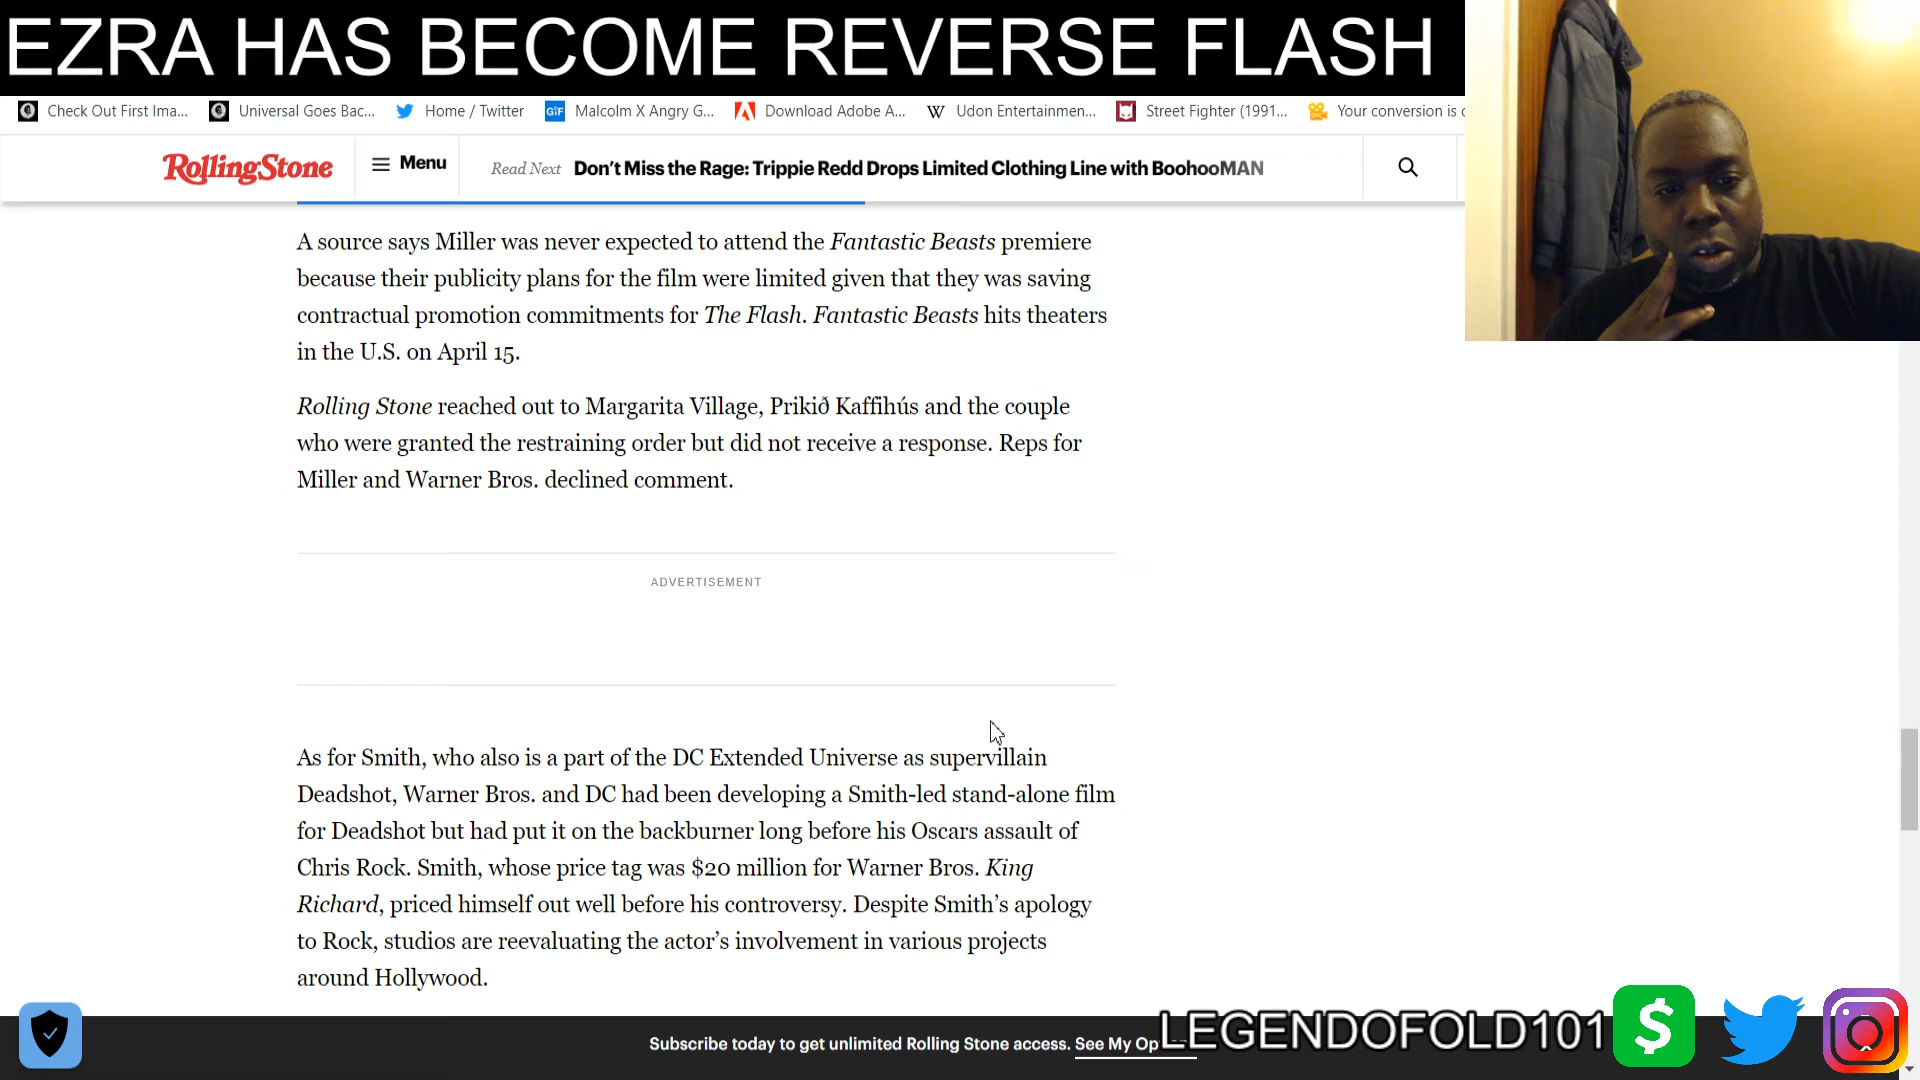 EZRA HAS BECOME REVERSE FLASH
Check Out First Ima... Universal Goes Bac... Home / Twitter GIF Malcolm X Angry G... Download Adobe A... W Udon Entertainmen... Street Fighter (1991... Your conversion is c
RollingStone Menu Read Next Don't Miss the Rage: Trippie Redd Drops Limited Clothing Line with BoohooMAN
A source says Miller was never expected to attend the Fantastic Beasts premiere
because their publicity plans for the film were limited given that they was saving
contractual promotion commitments for The Flash. Fantastic Beasts hits theaters
in the U.S. on April 15.
Rolling Stone reached out to Margarita Village, Prikið Kaffihús and the couple
who were granted the restraining order but did not receive a response. Reps for
Miller and Warner Bros. declined comment.
ADVERTISEMENT
As for Smith, who also is a part of the DC Extended Universe as supervillain
Deadshot, Warner Bros. and DC had been developing a Smith-led stand-alone film
for Deadshot but had put it on the backburner long before his Oscars assault of
Chris Rock. Smith, whose price tag was $20 million for Warner Bros. King
Richard, priced himself out well before his controversy. Despite Smith's apology
to Rock, studios are reevaluating the actor's involvement in various projects
around Hollywood.
Subscribe today to get unlimited Rolling Stone access. See My
LEGENDOFOLD101 $